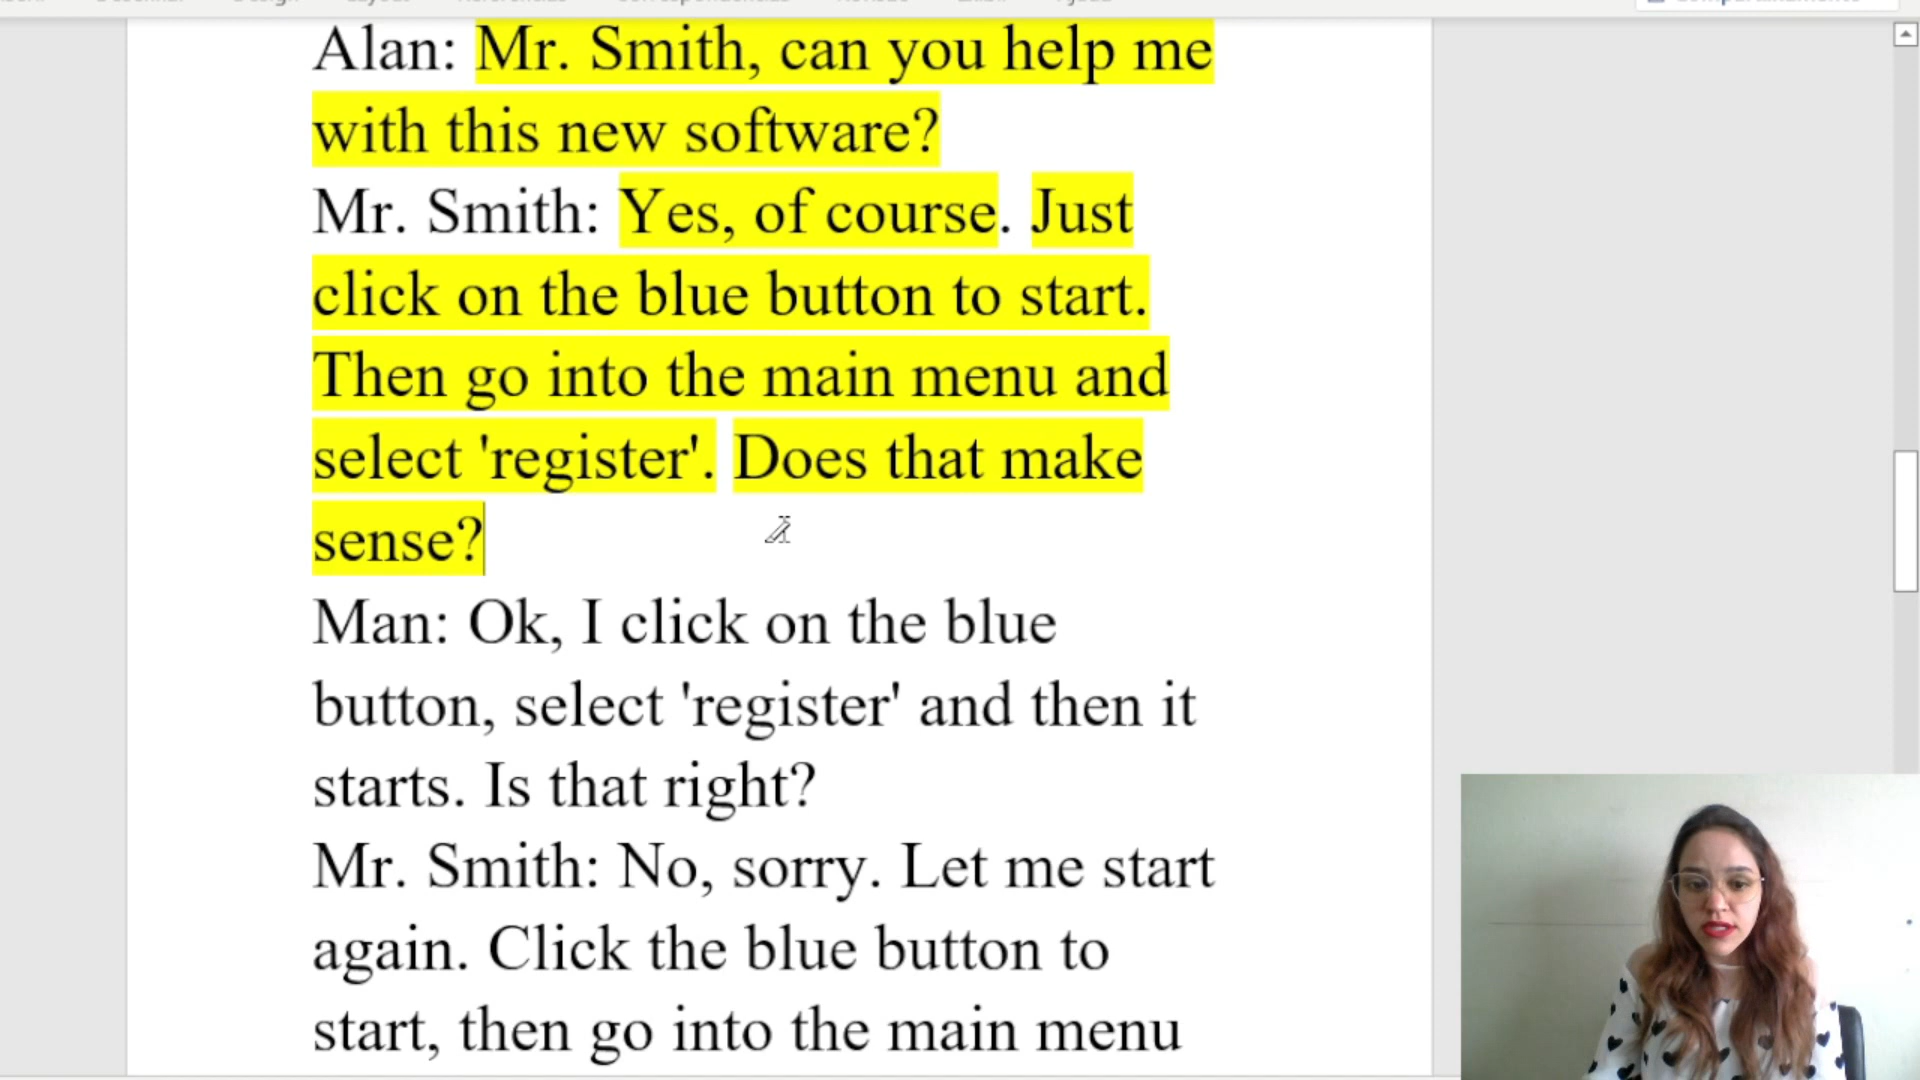 Alan: Mr. Smith, can you help me
with this new software?
Mr. Smith: Yes, of course. Just
click on the blue button to start.
Then go into the main menu and
select 'register'. Does that make
sense?
Man: Ok, I click on the blue
button, select 'register' and then it
starts. Is that right?
Mr. Smith: No, sorry. Let me start
again. Click the blue button to
start, then go into the main menu